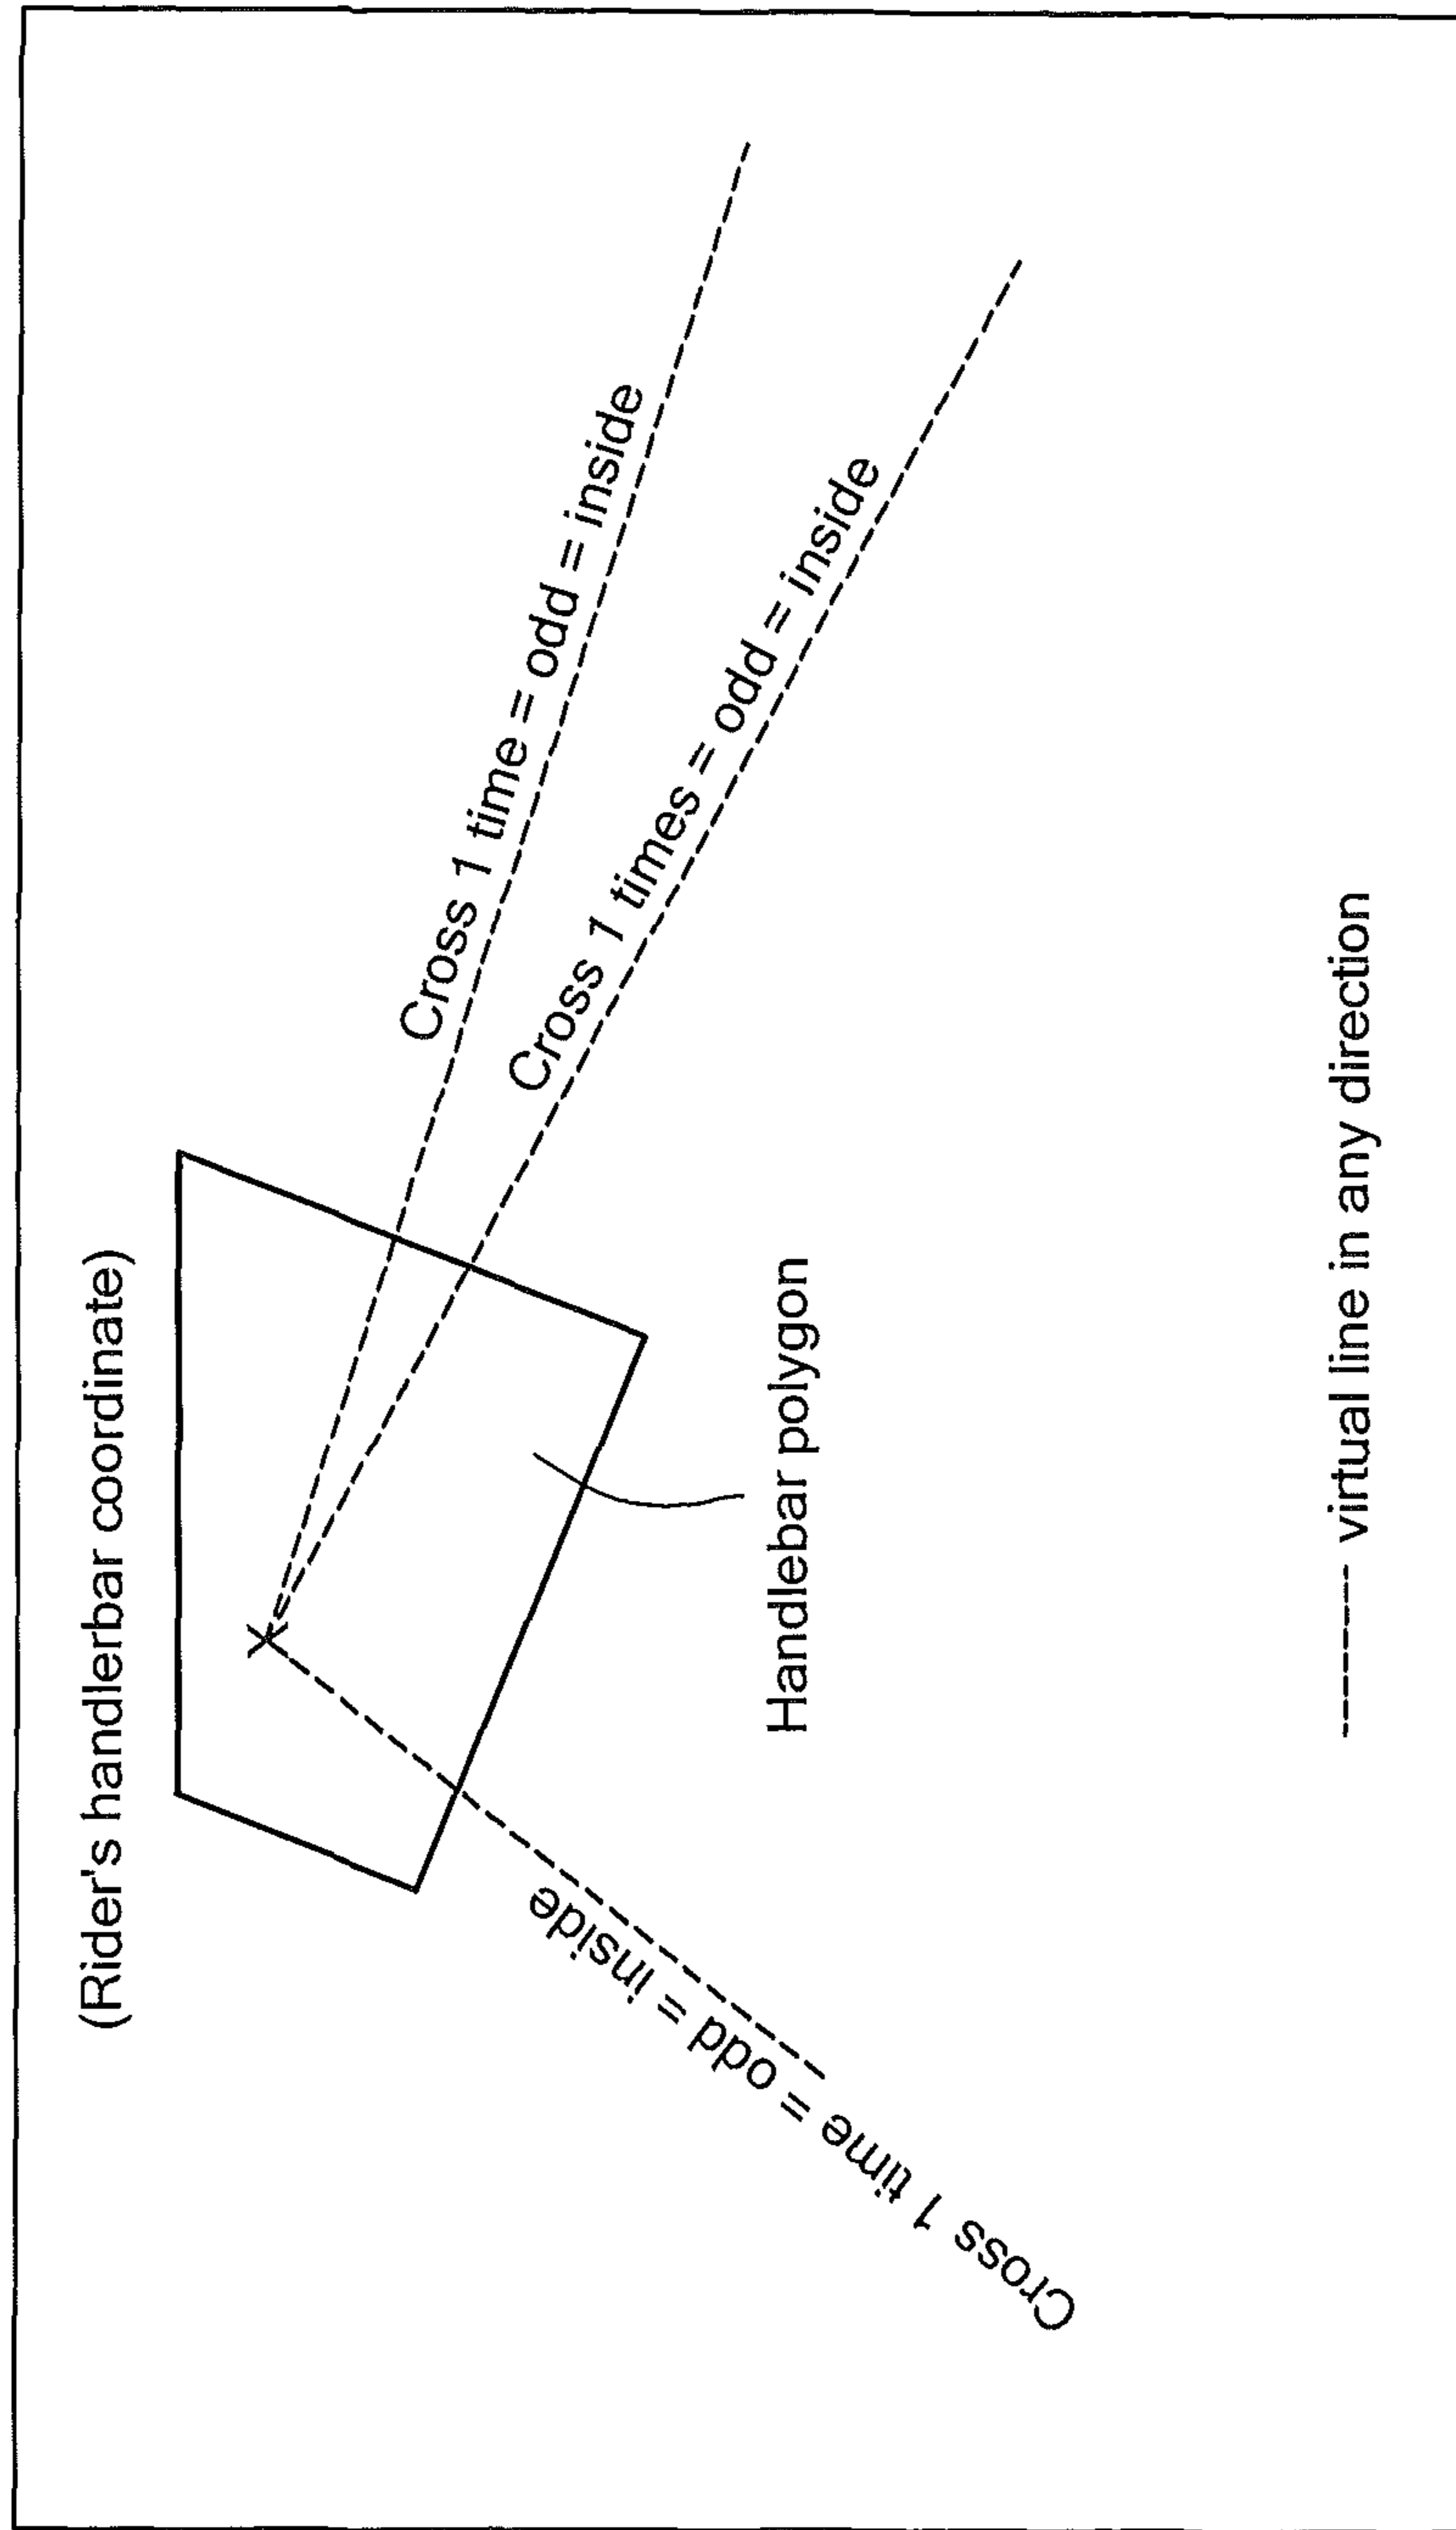 (Rider's handlerbar coordinate)
Cross 1 time = odd = inside
Cross 1 times = odd = inside
Cross 1 time = odd = inside
Handlebar polygon
------- virtual line in any direction